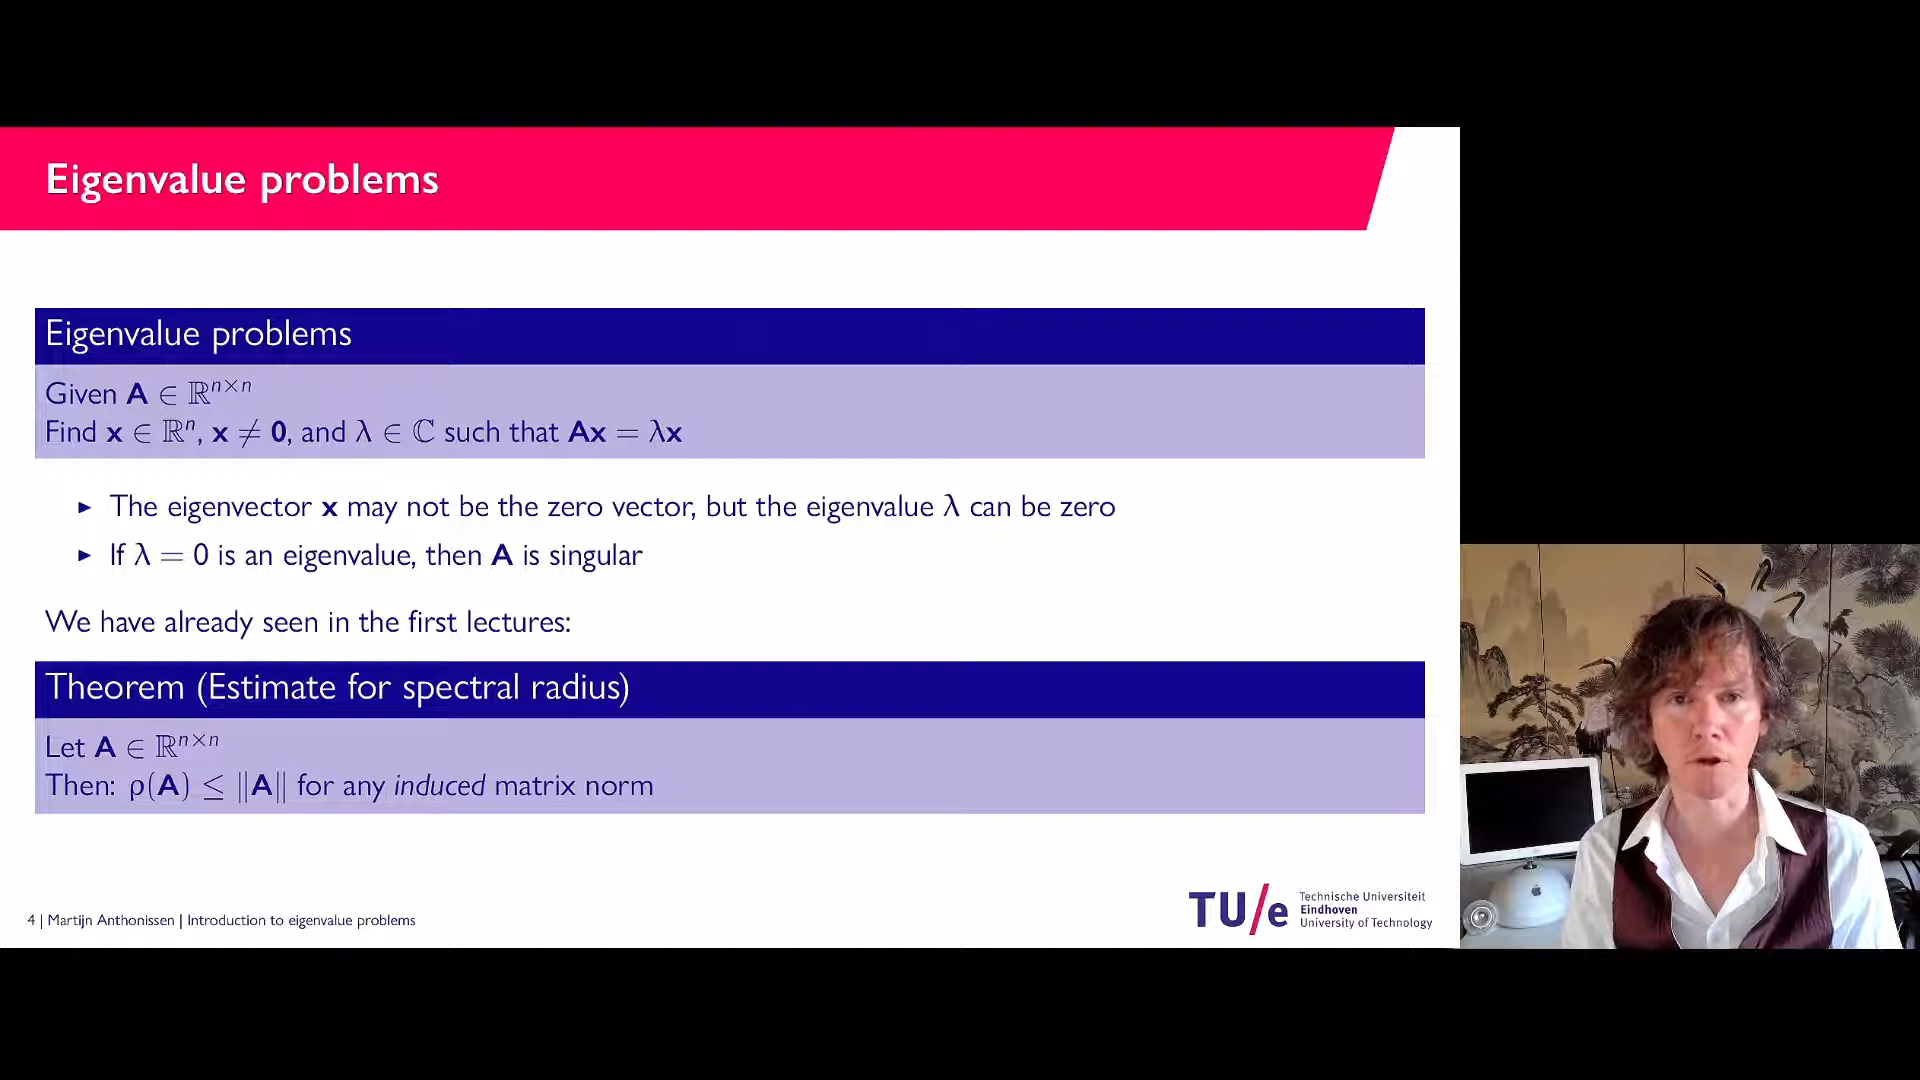 Eigenvalue problems
Eigenvalue problems
Given A ∈ ℝⁿˣⁿ
Find x ∈ ℝⁿ, x ≠ 0, and λ ∈ ℂ such that Ax = λx
▶ The eigenvector x may not be the zero vector, but the eigenvalue λ can be zero
▶ If λ = 0 is an eigenvalue, then A is singular
We have already seen in the first lectures:
Theorem (Estimate for spectral radius)
Let A ∈ ℝⁿˣⁿ
Then: ρ(A) ≤ ‖A‖ for any induced matrix norm
4 | Martijn Anthonissen | Introduction to eigenvalue problems
TU/e
Technische Universiteit
Eindhoven
University of Technology